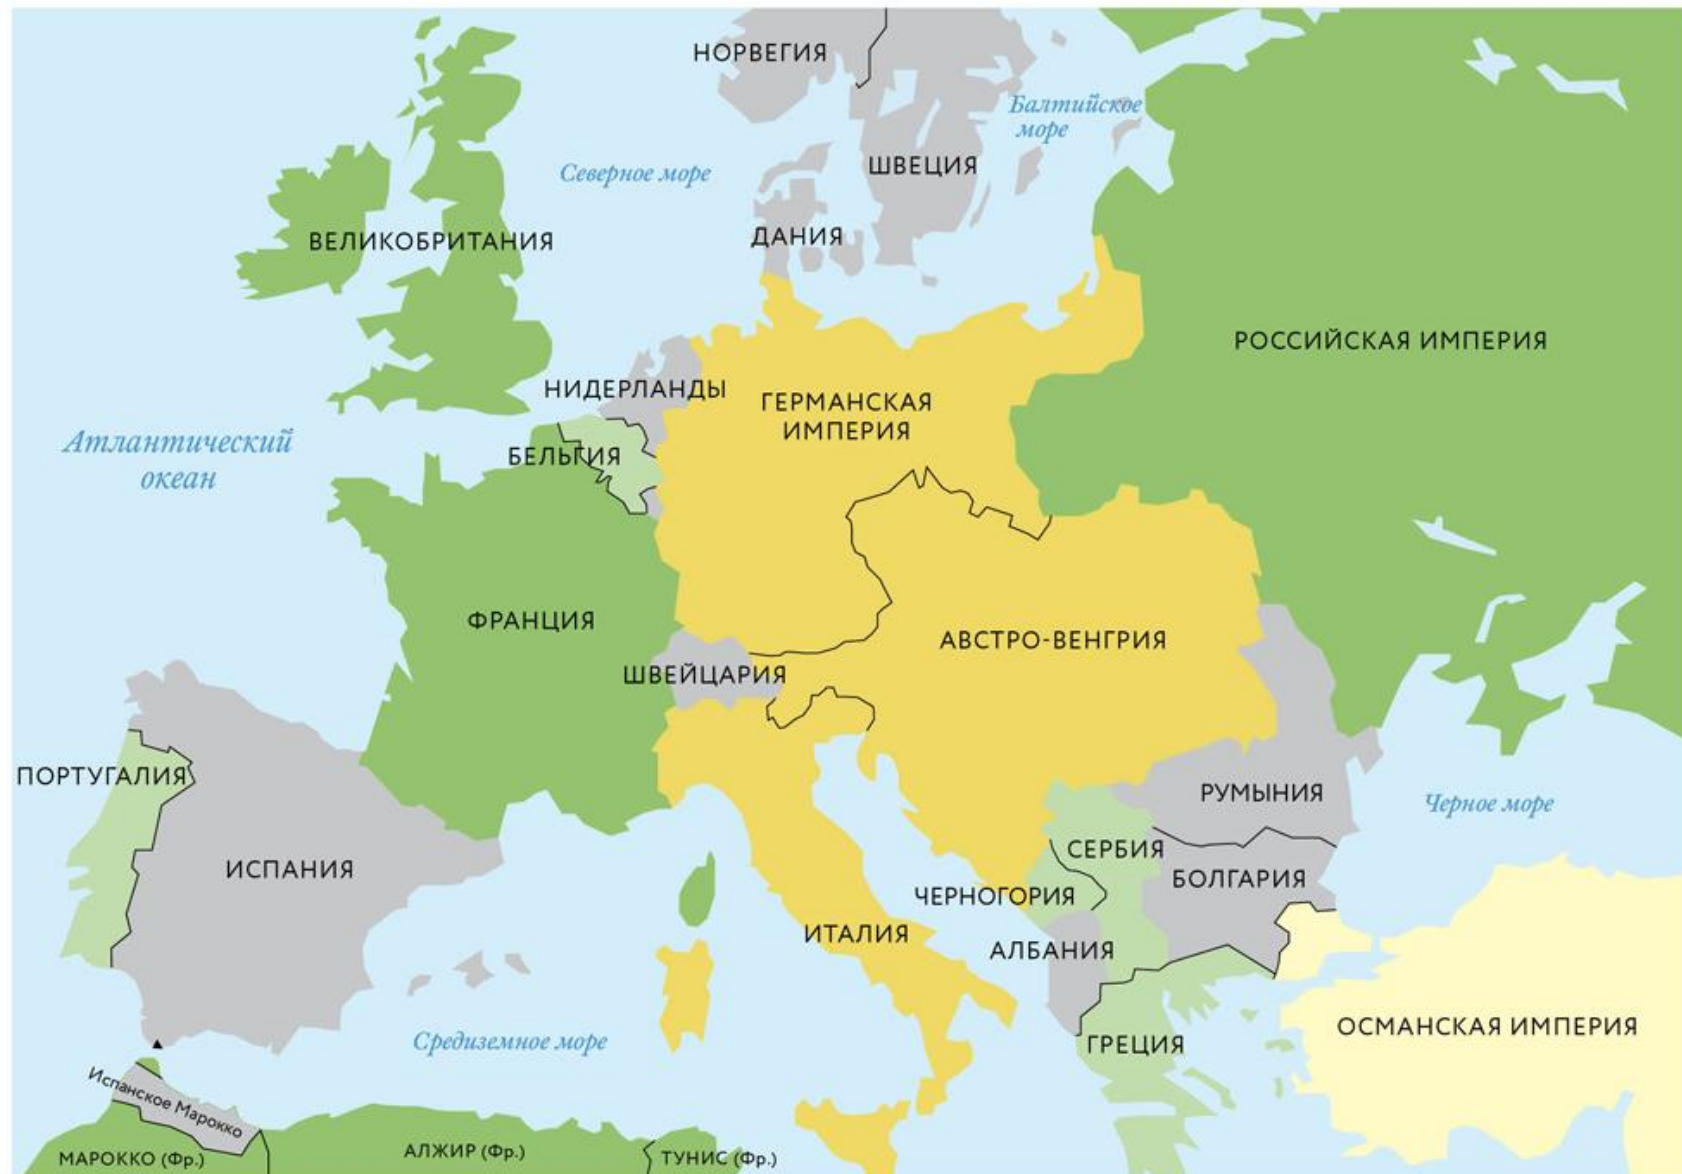 НОРВЕГИЯ
Балтийское
море
Северное море
ШВЕЦИЯ
ВЕЛИКОБРИТАНИЯ
ДАНИЯ
РОССИЙСКАЯ ИМПЕРИЯ
НИДЕРЛАНДЫ
ГЕРМАНСКАЯ
ИМПЕРИЯ
Атлантический
океан
БЕЛЬГИЯ
ФРАНЦИЯ
АВСТРО-ВЕНГРИЯ
ШВЕЙЦАРИЯ
ПОРТУГАЛИЯ
РУМЫНИЯ
Черное море
СЕРБИЯ
ИСПАНИЯ
БОЛГАРИЯ
ЧЕРНОГОРИЯ
ИТАЛИЯ
АЛБАНИЯ
ОСМАНСКАЯ ИМПЕРИЯ
Средиземное море
ГРЕЦИЯ
Испанское Марокко
МАРОККО (Фр.)
АЛЖИР (Фр.)
ТУНИС (Фр.)